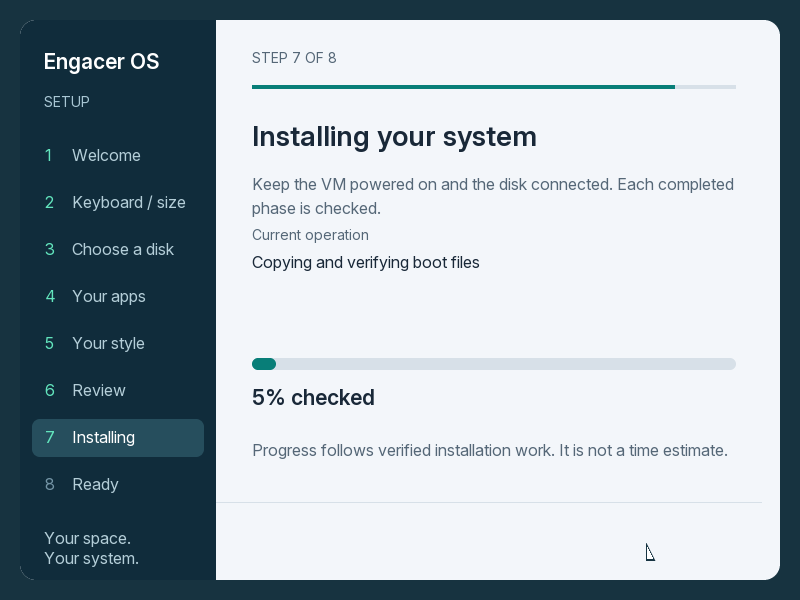 Engacer OS
SETUP
1 Welcome
2 Keyboard / size
3 Choose a disk
4 Your apps
5 Your style
6 Review
7 Installing
8 Ready
Your space.
Your system.
STEP 7 OF 8
Installing your system
Keep the VM powered on and the disk connected. Each completed
phase is checked.
Current operation
Copying and verifying boot files
5% checked
Progress follows verified installation work. It is not a time estimate.